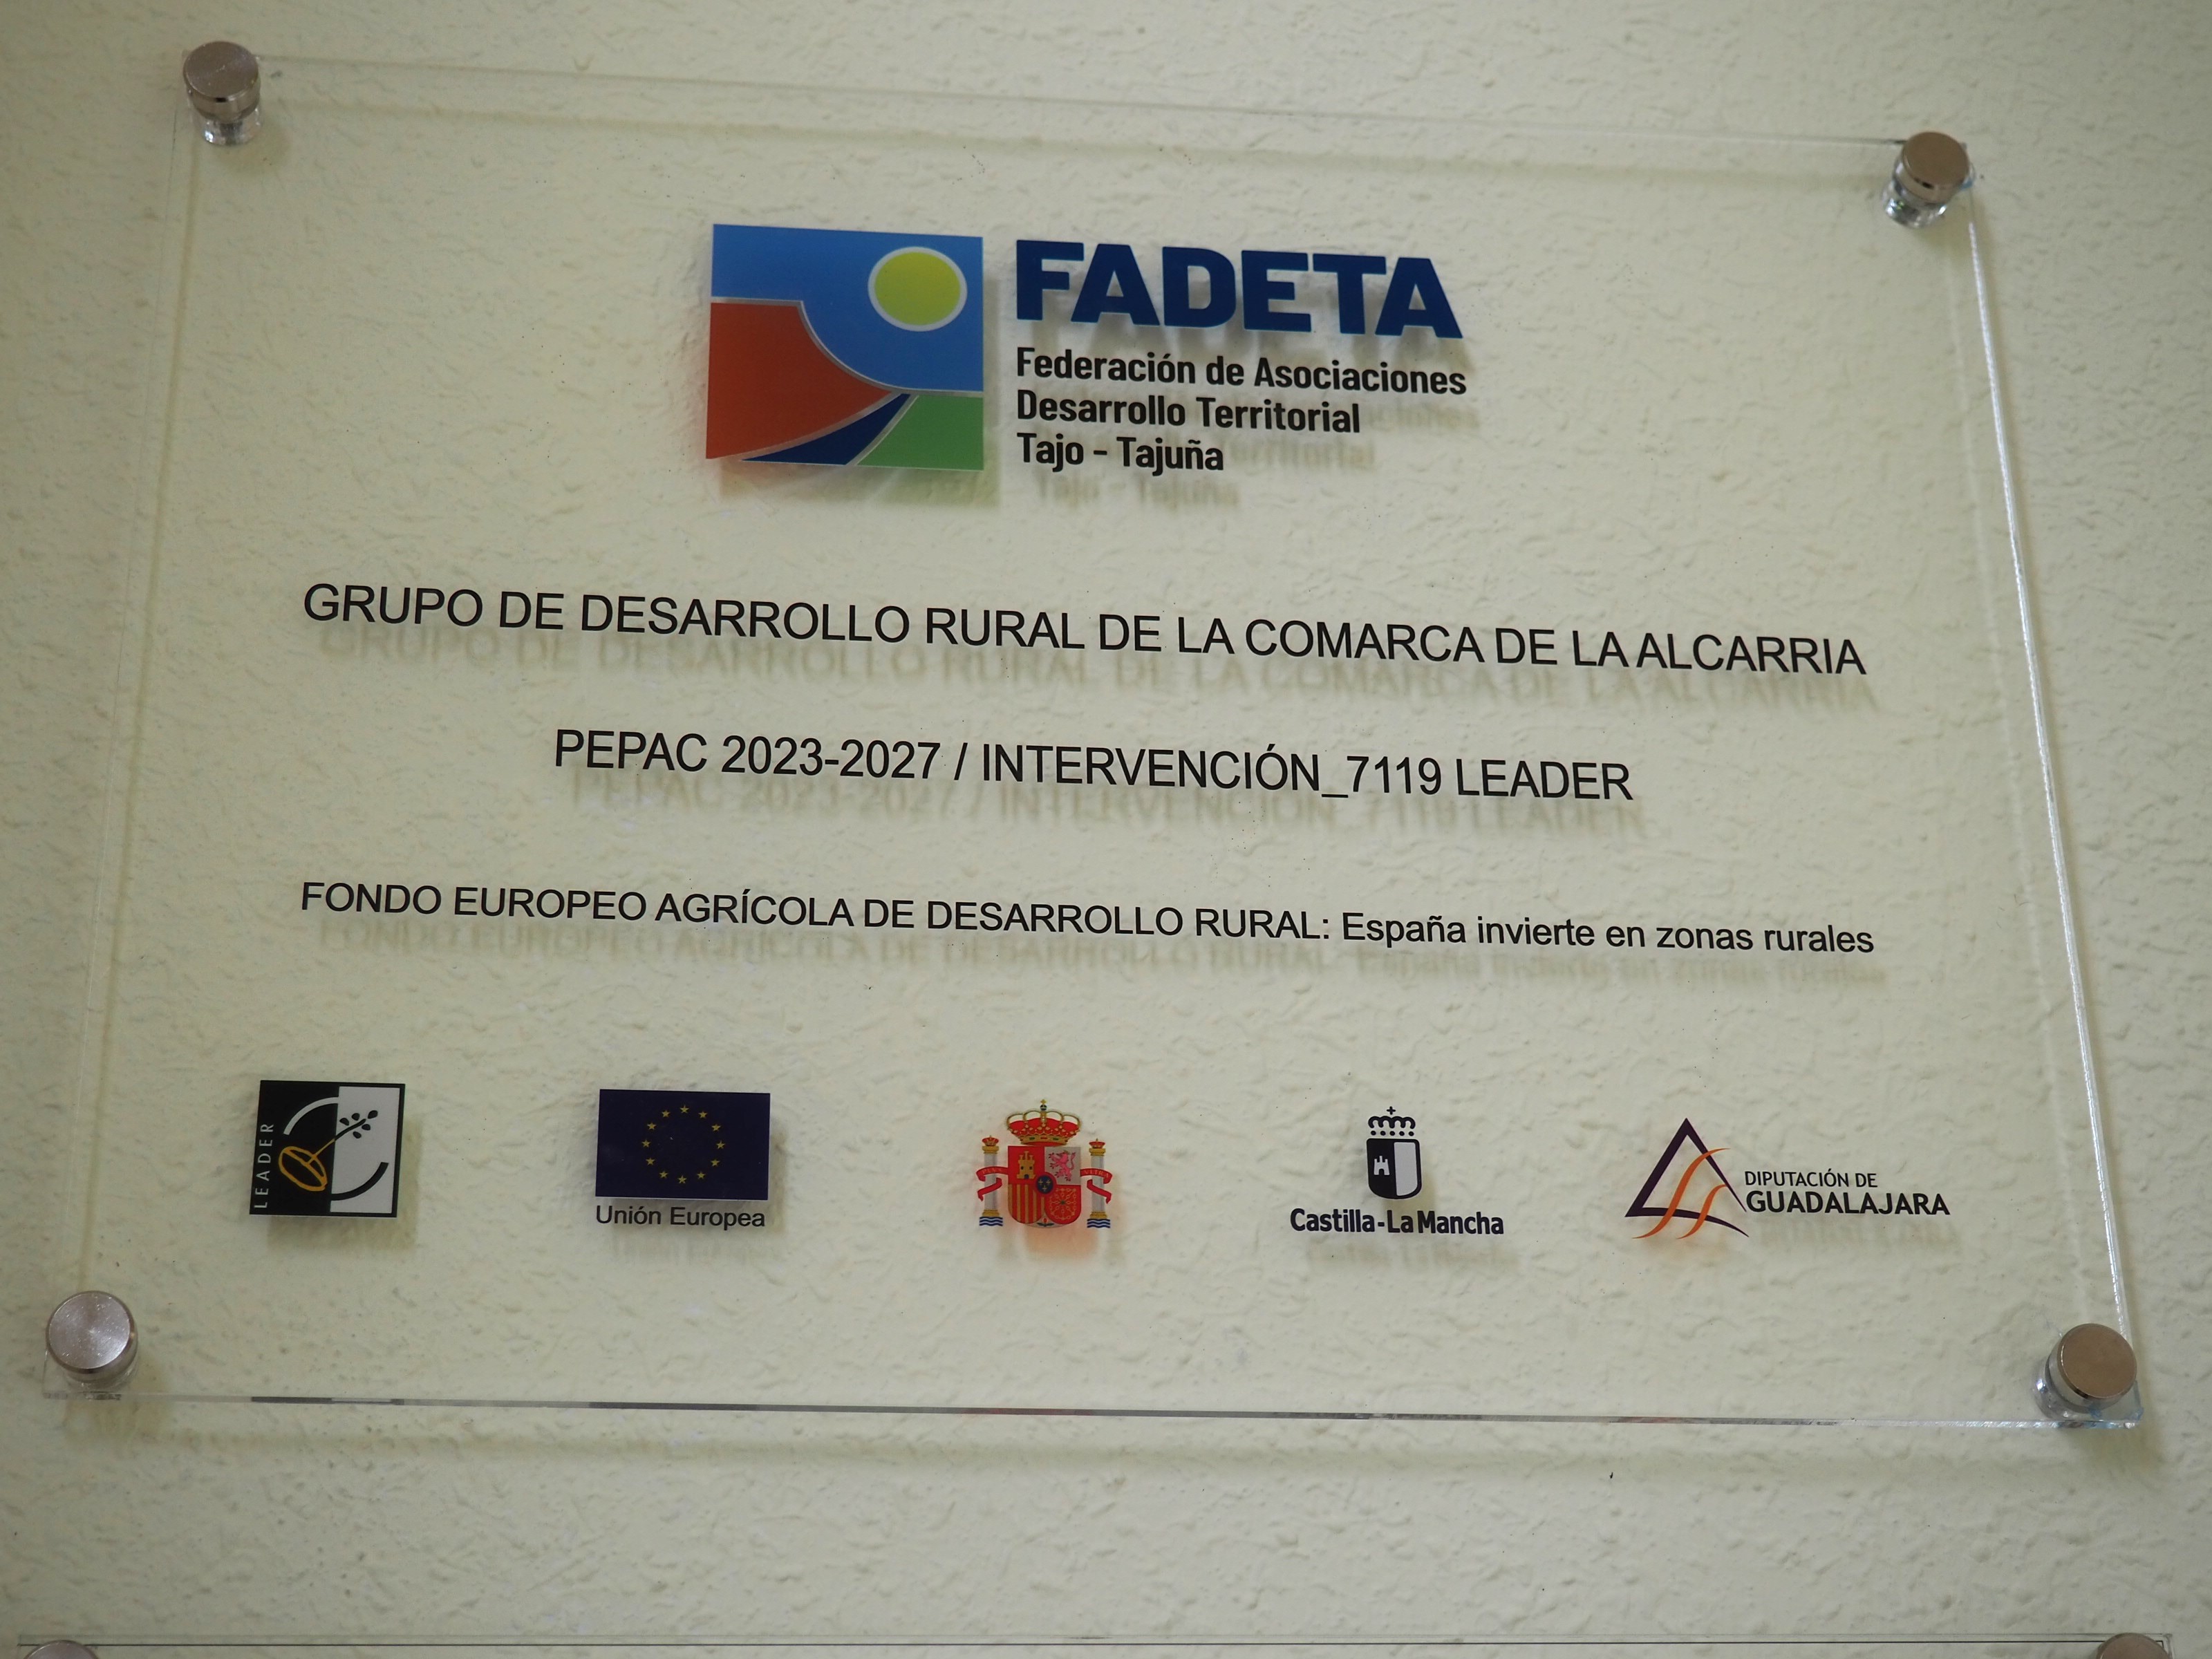 FADETA
Federación de Asociaciones
Desarrollo Territorial
Tajo - Tajuña
GRUPO DE DESARROLLO RURAL DE LA COMARCA DE LA ALCARRIA
PEPAC 2023-2027 / INTERVENCIÓN_7119 LEADER
FONDO EUROPEO AGRÍCOLA DE DESARROLLO RURAL: España invierte en zonas rurales
LEADER
Unión Europea
Castilla-La Mancha
DIPUTACIÓN DE
GUADALAJARA